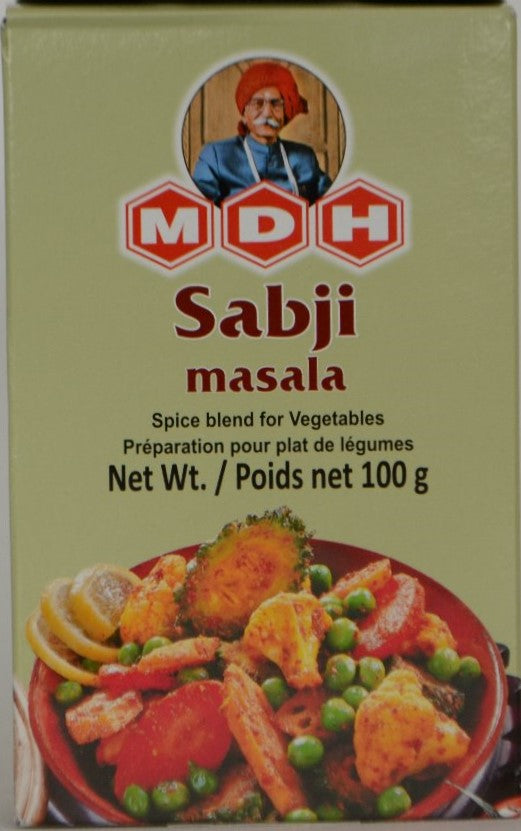 MDH
Sabji
masala
Spice blend for Vegetables
Préparation pour plat de légumes
Net Wt. / Poids net 100 g